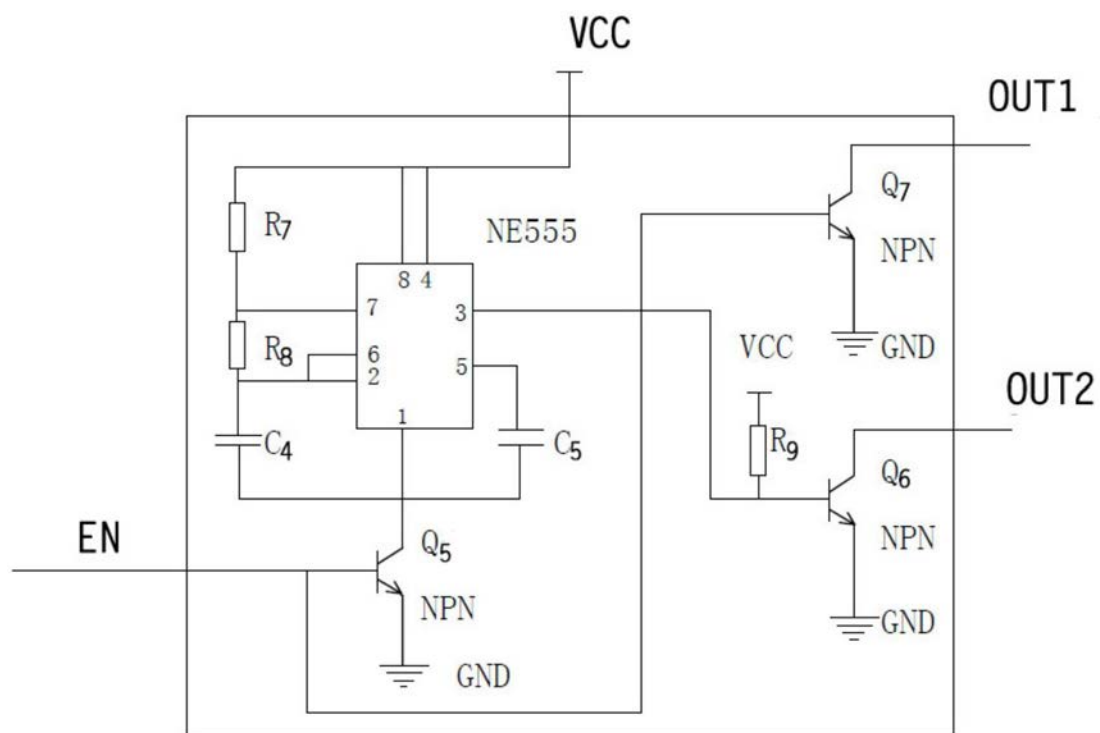 VCC
OUT1
Q7
R7
NE555
NPN
8 4
7
3
R8
6
VCC
GND
5
2
OUT2
1
C4
C5
R9
Q6
EN
Q5
NPN
NPN
GND
GND